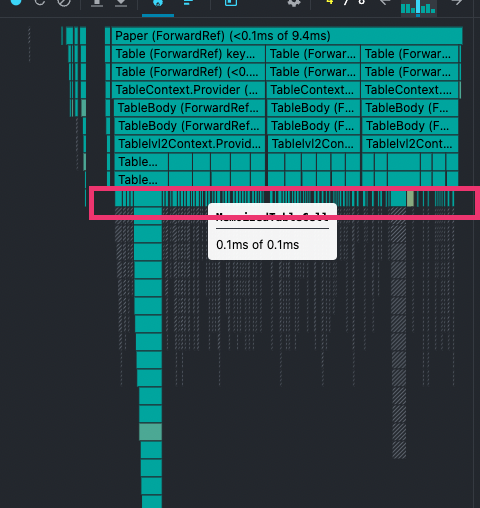 4 / 8
Paper (ForwardRef) (<0.1ms of 9.4ms)
Table (ForwardRef) key... Table (Forwar... Table (Forwar...
Table (ForwardRef) (<0.... Table (Forwar... Table (Forwar...
TableContext.Provider (... TableContext... TableContext....
TableBody (ForwardRef... TableBody (F... TableBody (F...
TableBody (ForwardRef... TableBody (F... TableBody (F...
Tablelvl2Context.Provid... Tablelvl2Con... Tablelvl2Cont...
Table...
Table...
MemoizedTableCell
0.1ms of 0.1ms